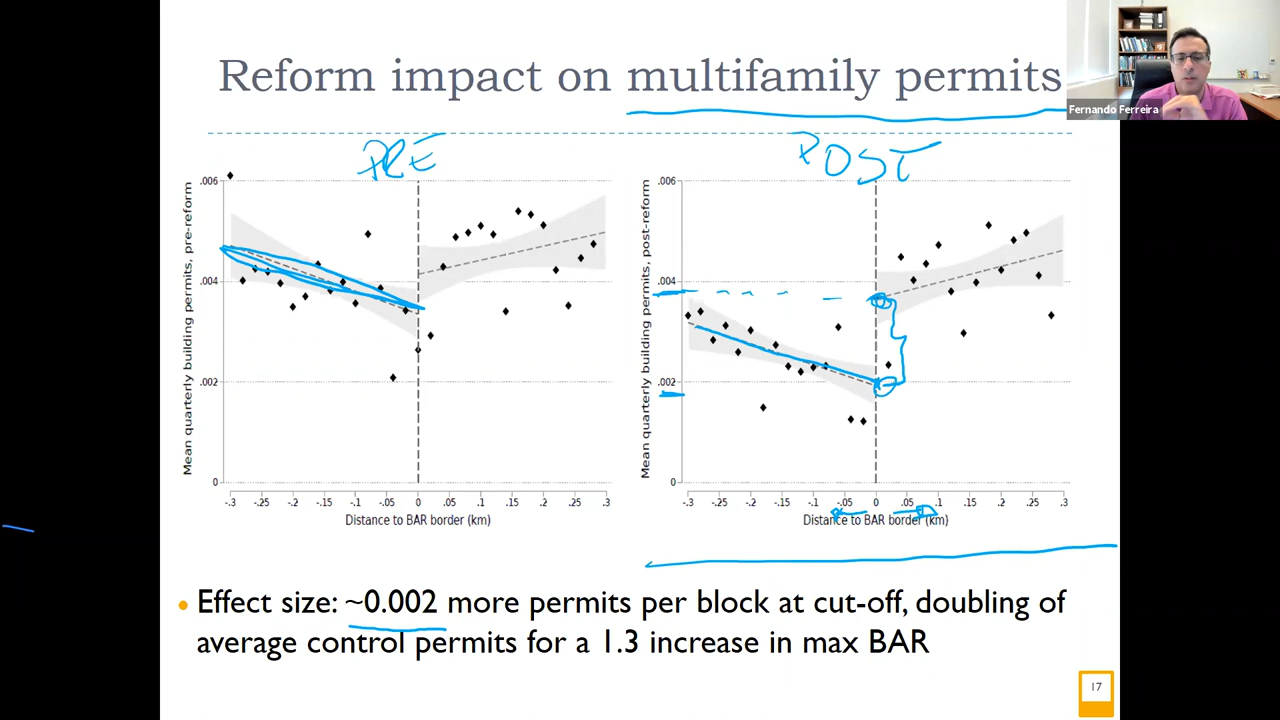 Reform impact on multifamily permits
Fernando Ferreira
PRE
POST
Mean quarterly building permits, pre-reform
.006
.004
.002
0
-.3 -.25 -.2 -.15 -.1 -.05 0 .05 .1 .15 .2 .25 .3
Distance to BAR border (km)
Mean quarterly building permits, post-reform
.006
.004
.002
0
-.3 -.25 -.2 -.15 -.1 -.05 0 .05 .1 .15 .2 .25 .3
Distance to BAR border (km)
• Effect size: ~0.002 more permits per block at cut-off, doubling of
average control permits for a 1.3 increase in max BAR
17